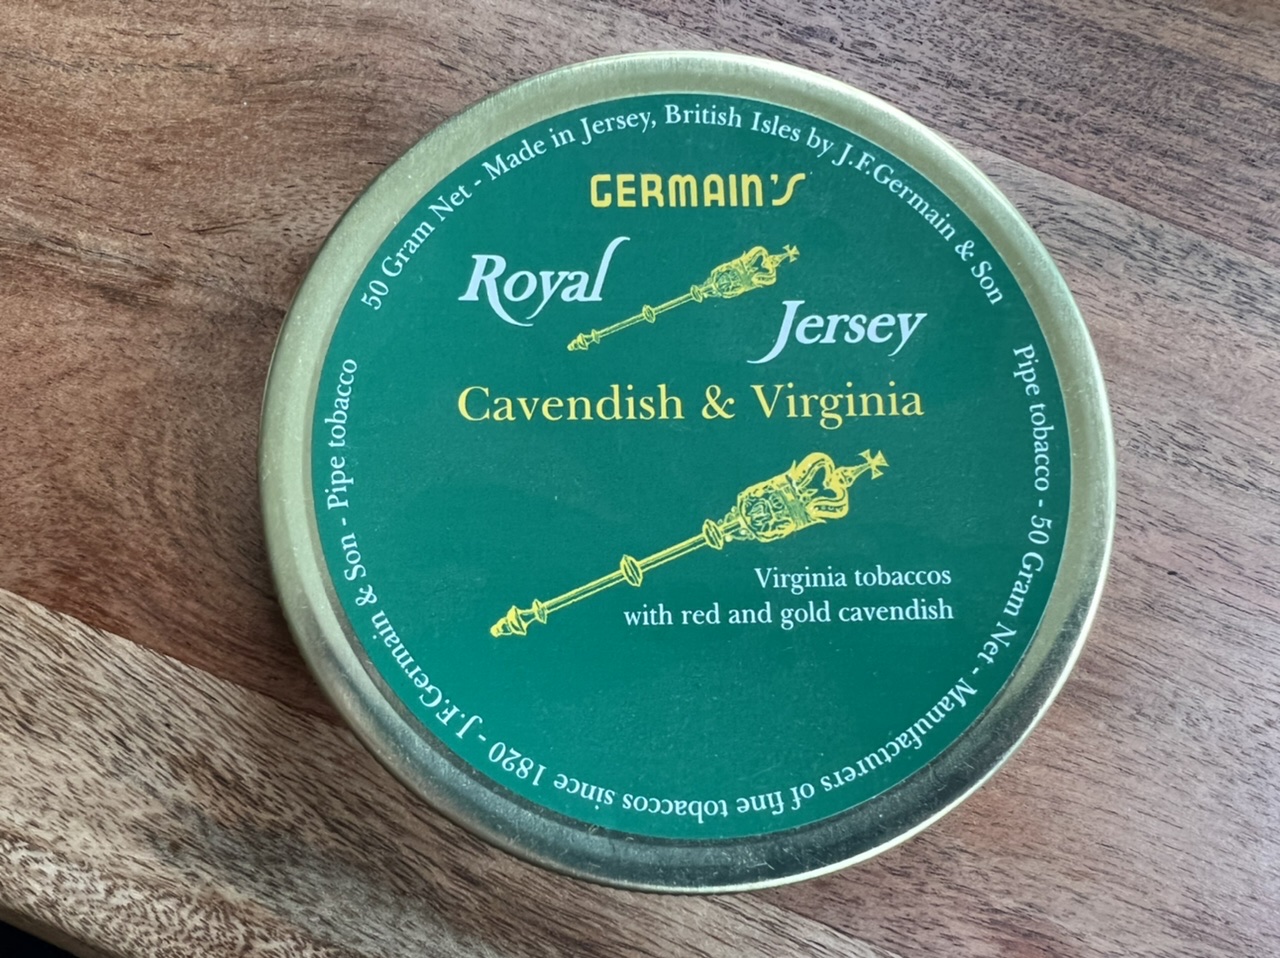 50 Gram Net - Made in Jersey, British Isles by J.F.Germain & Son
GERMAIN'S
Royal
Jersey
Cavendish & Virginia
Virginia tobaccos
with red and gold cavendish
Pipe tobacco - 50 Gram Net - Manufacturers of fine tobaccos since 1820 - J.F.Germain & Son - Pipe tobacco